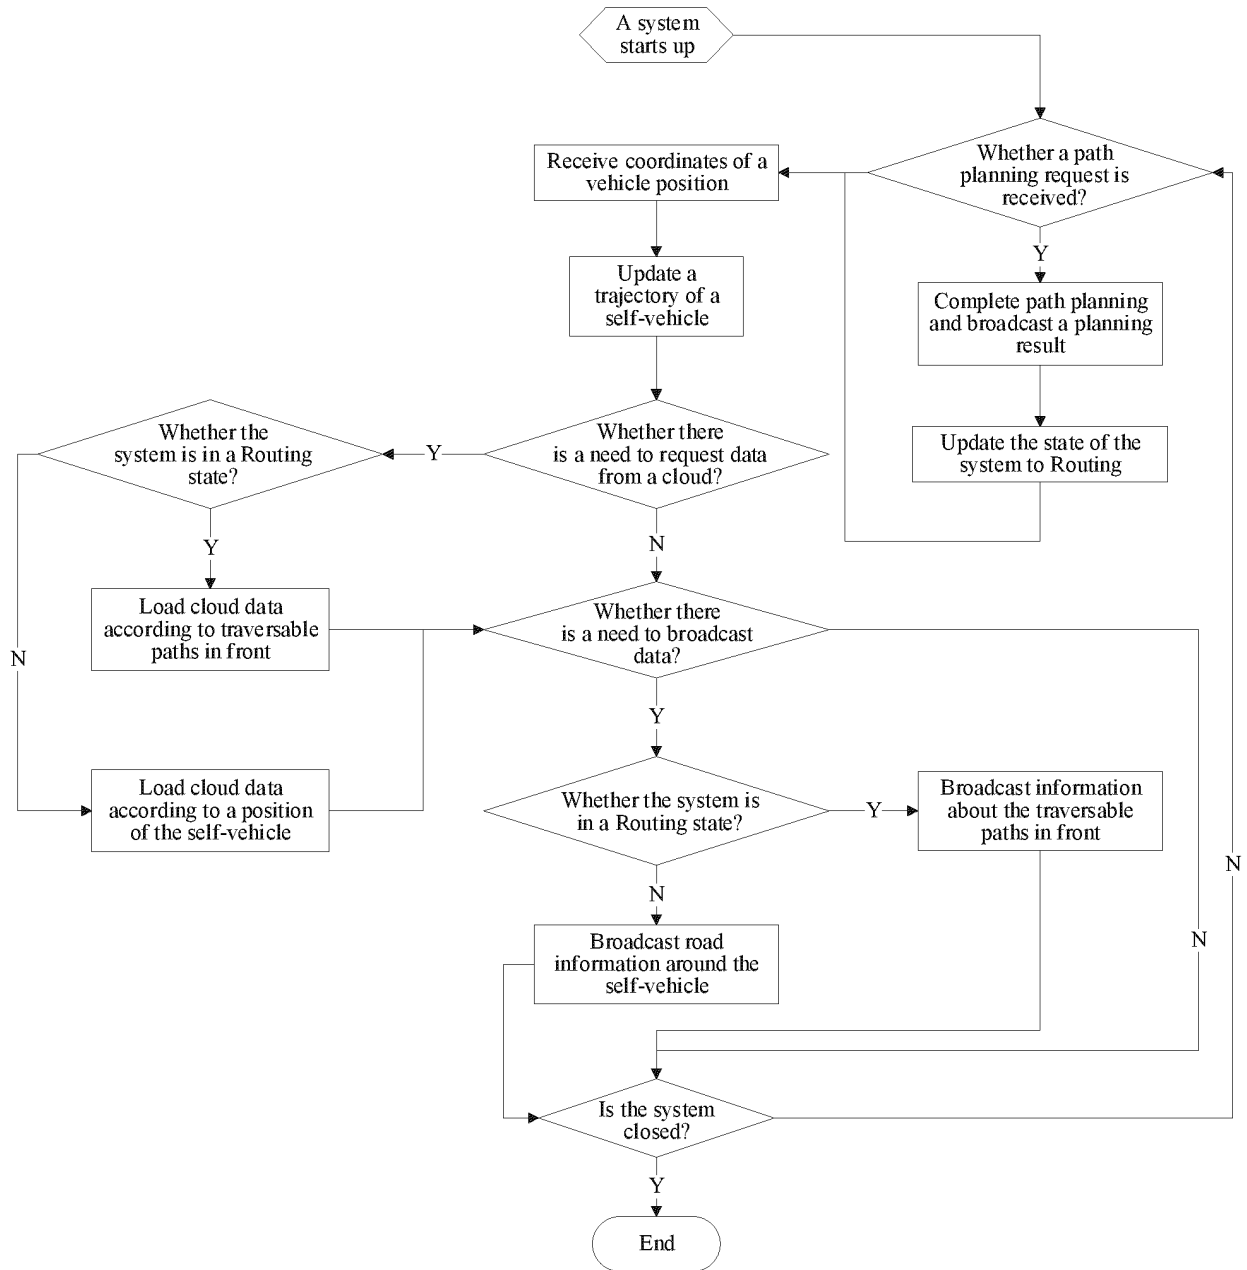 A system
starts up
Whether a path
planning request is
received?
Receive coordinates of a
vehicle position
Y
Update a
trajectory of a
self-vehicle
Complete path planning
and broadcast a planning
result
Whether the
system is in a Routing
state?
Y
Whether there
is a need to request data
from a cloud?
Update the state of the
system to Routing
Y
N
Load cloud data
according to traversable
paths in front
Whether there
is a need to broadcast
data?
N
Y
Load cloud data
according to a position
of the self-vehicle
Whether the system is
in a Routing state?
Y
Broadcast information
about the traversable
paths in front
N
N
Broadcast road
information around the
self-vehicle
N
Is the system
closed?
Y
End